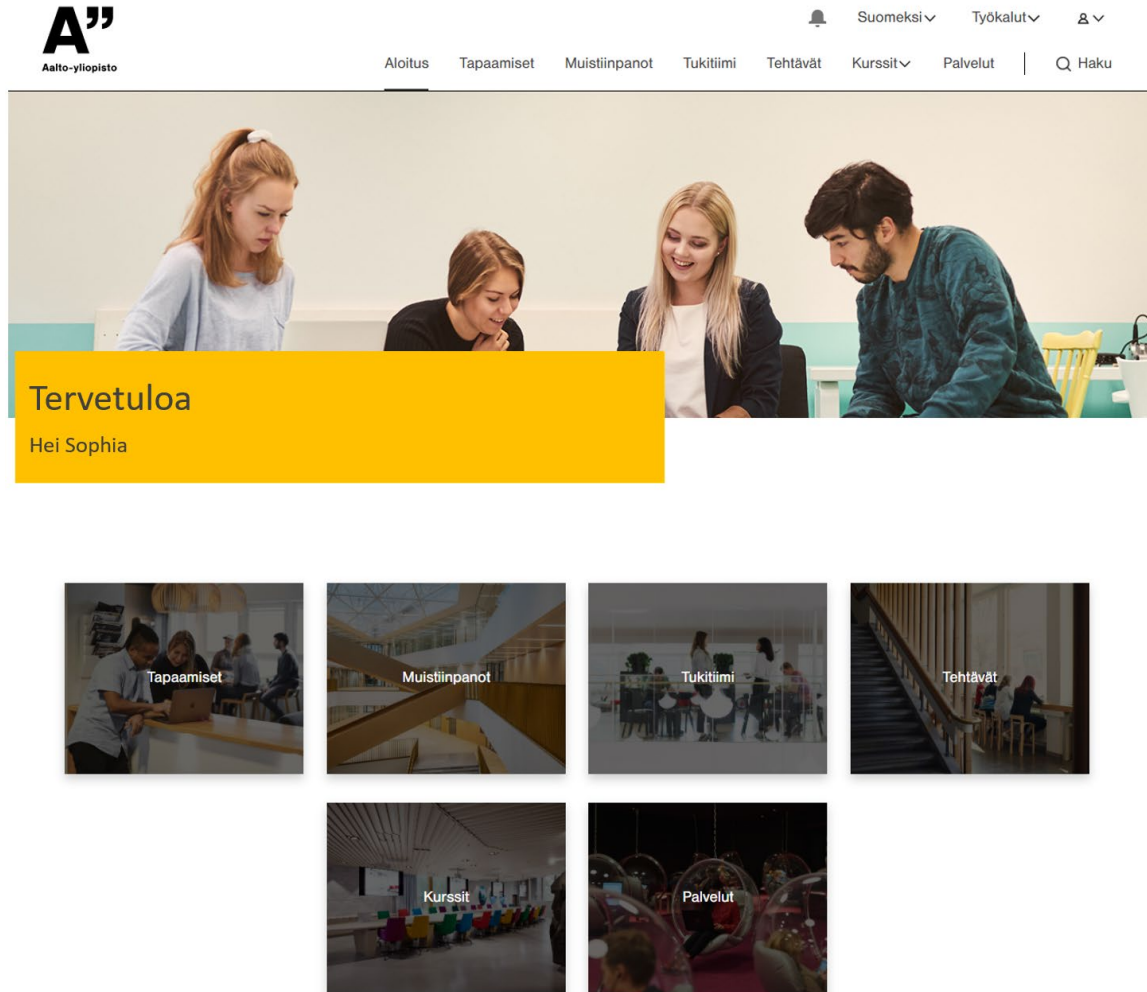 A”
Aalto-yliopisto
Suomeksi Työkalut
Aloitus Tapaamiset Muistiinpanot Tukitiimi Tehtävät Kurssit Palvelut Haku
Tervetuloa
Hei Sophia
Tapaamiset Muistiinpanot Tukitiimi Tehtävät
Kurssit Palvelut